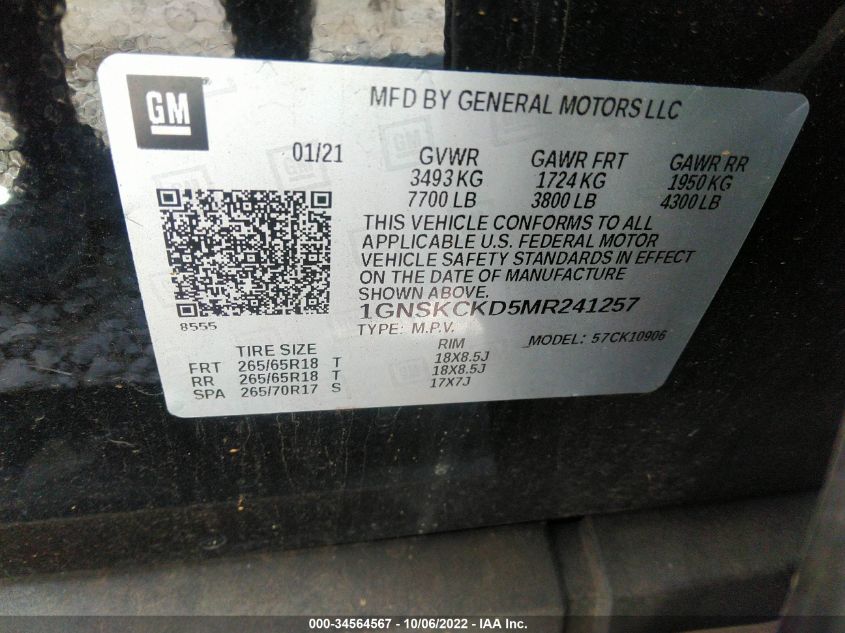 GM
MFD BY GENERAL MOTORS LLC
01/21 GVWR GAWR FRT GAWR RR
3493 KG 1724 KG 1950 KG
7700 LB 3800 LB 4300 LB
THIS VEHICLE CONFORMS TO ALL
APPLICABLE U.S. FEDERAL MOTOR
VEHICLE SAFETY STANDARDS IN EFFECT
ON THE DATE OF MANUFACTURE
SHOWN ABOVE.
1GNSKCKD5MR241257
8555
TYPE: M.P.V. MODEL: 57CK10906
TIRE SIZE RIM
FRT 265/65R18 T 18X8.5J
RR 265/65R18 T 18X8.5J
SPA 265/70R17 S 17X7J
000-34564567 - 10/06/2022 - IAA Inc.